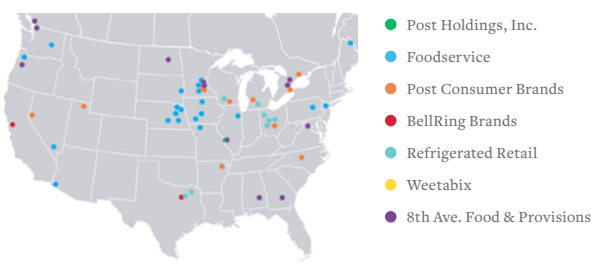 Post Holdings, Inc.
Foodservice
Post Consumer Brands
BellRing Brands
Refrigerated Retail
Weetabix
8th Ave. Food & Provisions